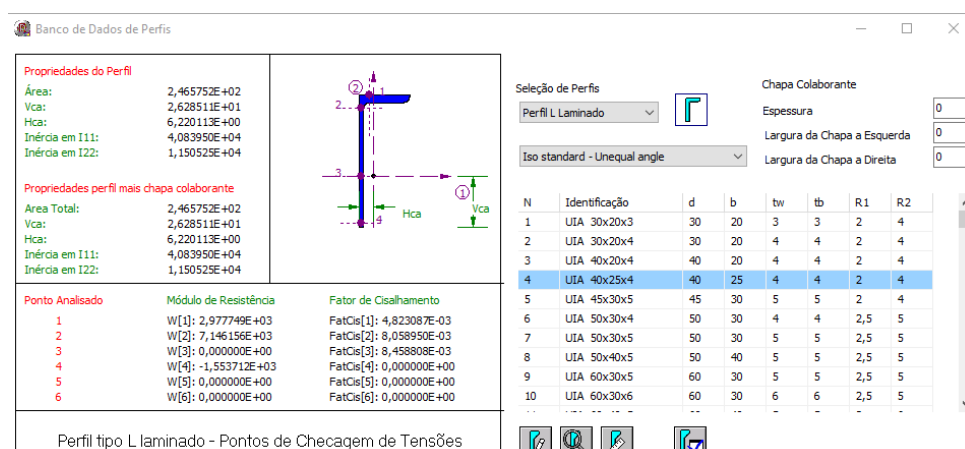 Banco de Dados de Perfis
Propriedades do Perfil
Área: 2,465752E+02
Vca: 2,628511E+01
Hca: 6,220113E+00
Inércia em I11: 4,083950E+04
Inércia em I22: 1,150525E+04
Propriedades perfil mais chapa colaborante
Area Total: 2,465752E+02
Vca: 2,628511E+01
Hca: 6,220113E+00
Inércia em I11: 4,083950E+04
Inércia em I22: 1,150525E+04
2 1
2
3
1
Hca Vca
4
Ponto Analisado Módulo de Resistência Fator de Cisalhamento
1 W[1]: 2,977749E+03 FatCis[1]: 4,823087E-03
2 W[2]: 7,146156E+03 FatCis[2]: 8,058950E-03
3 W[3]: 0,000000E+00 FatCis[3]: 8,458808E-03
4 W[4]: -1,553712E+03 FatCis[4]: 0,000000E+00
5 W[5]: 0,000000E+00 FatCis[5]: 0,000000E+00
6 W[6]: 0,000000E+00 FatCis[6]: 0,000000E+00
Perfil tipo L laminado - Pontos de Checagem de Tensões
Seleção de Perfis
Perfil L Laminado
Iso standard - Unequal angle
Chapa Colaborante
Espessura 0
Largura da Chapa a Esquerda 0
Largura da Chapa a Direita 0
N Identificação d b tw tb R1 R2
1 UIA 30x20x3 30 20 3 3 2 4
2 UIA 30x20x4 30 20 4 4 2 4
3 UIA 40x20x4 40 20 4 4 2 4
4 UIA 40x25x4 40 25 4 4 2 4
5 UIA 45x30x5 45 30 5 5 2 4
6 UIA 50x30x4 50 30 4 4 2,5 5
7 UIA 50x30x5 50 30 5 5 2,5 5
8 UIA 50x40x5 50 40 5 5 2,5 5
9 UIA 60x30x5 60 30 5 5 2,5 5
10 UIA 60x30x6 60 30 6 6 2,5 5